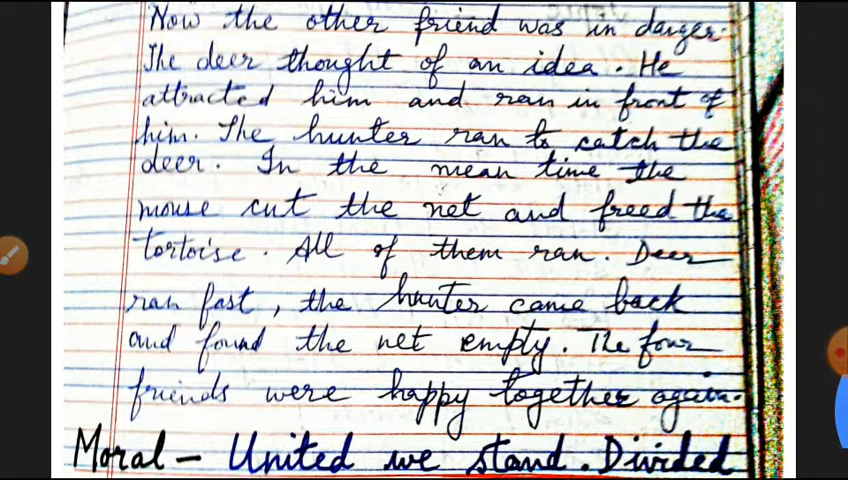 Now the other friend was in danger.
The deer thought of an idea. He
attracted him and ran in front of
him. The hunter ran to catch the
deer. In the mean time the
mouse cut the net and freed the
tortoise. All of them ran. Deer
ran fast, the hunter came back
and found the net empty. The four
friends were happy together again.
Moral - United we stand. Divided